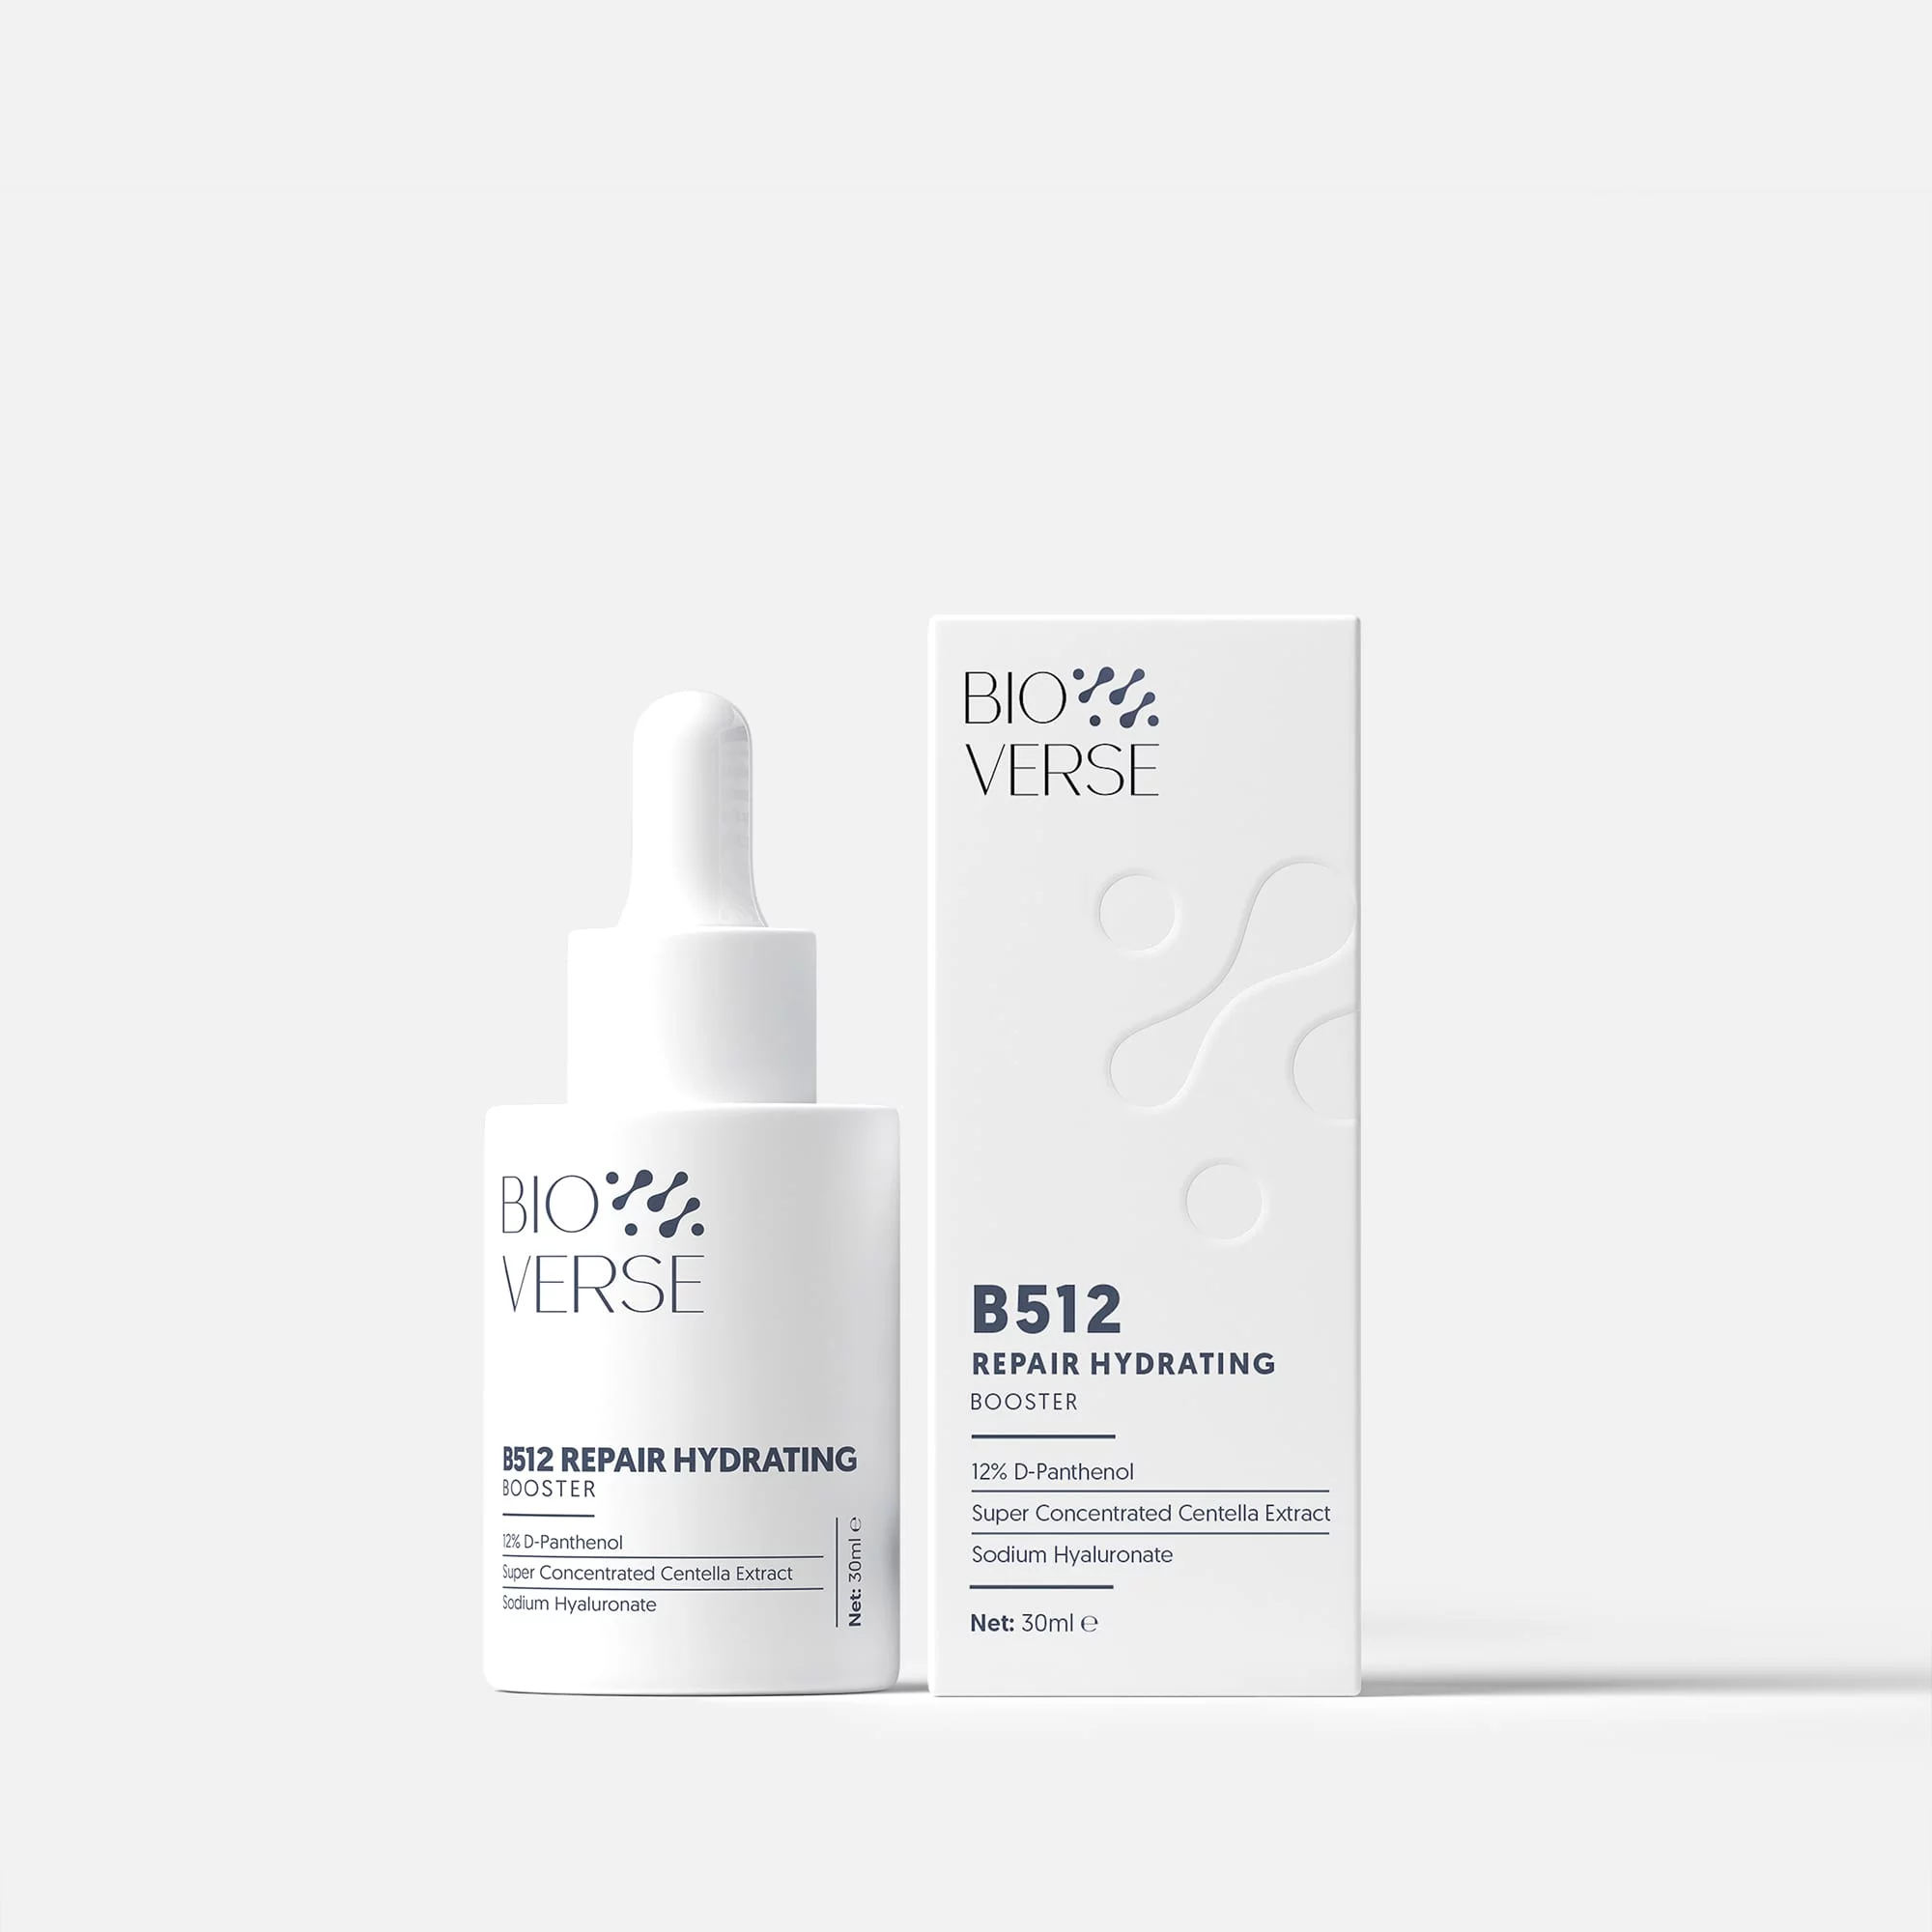 BIO
VERSE
B512 REPAIR HYDRATING
BOOSTER
12% D-Panthenol
Super Concentrated Centella Extract
Sodium Hyaluronate
Net: 30ml ℮
BIO
VERSE
B512
REPAIR HYDRATING
BOOSTER
12% D-Panthenol
Super Concentrated Centella Extract
Sodium Hyaluronate
Net: 30ml ℮